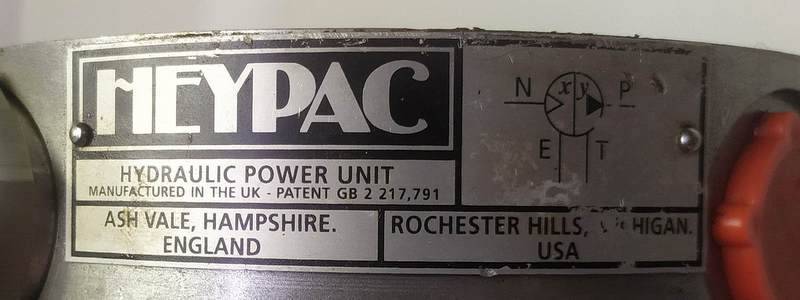 HEYPAC
HYDRAULIC POWER UNIT
MANUFACTURED IN THE UK - PATENT GB 2 217,791
ASH VALE, HAMPSHIRE.
ENGLAND
N x y P
E T
ROCHESTER HILLS,
USA